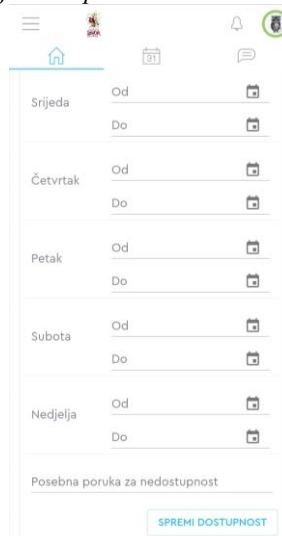 31
Od
Srijeda
Do
Od
Četvrtak
Do
Od
Petak
Do
Od
Subota
Do
Od
Nedjelja
Do
Posebna poruka za nedostupnost
SPREMI DOSTUPNOST